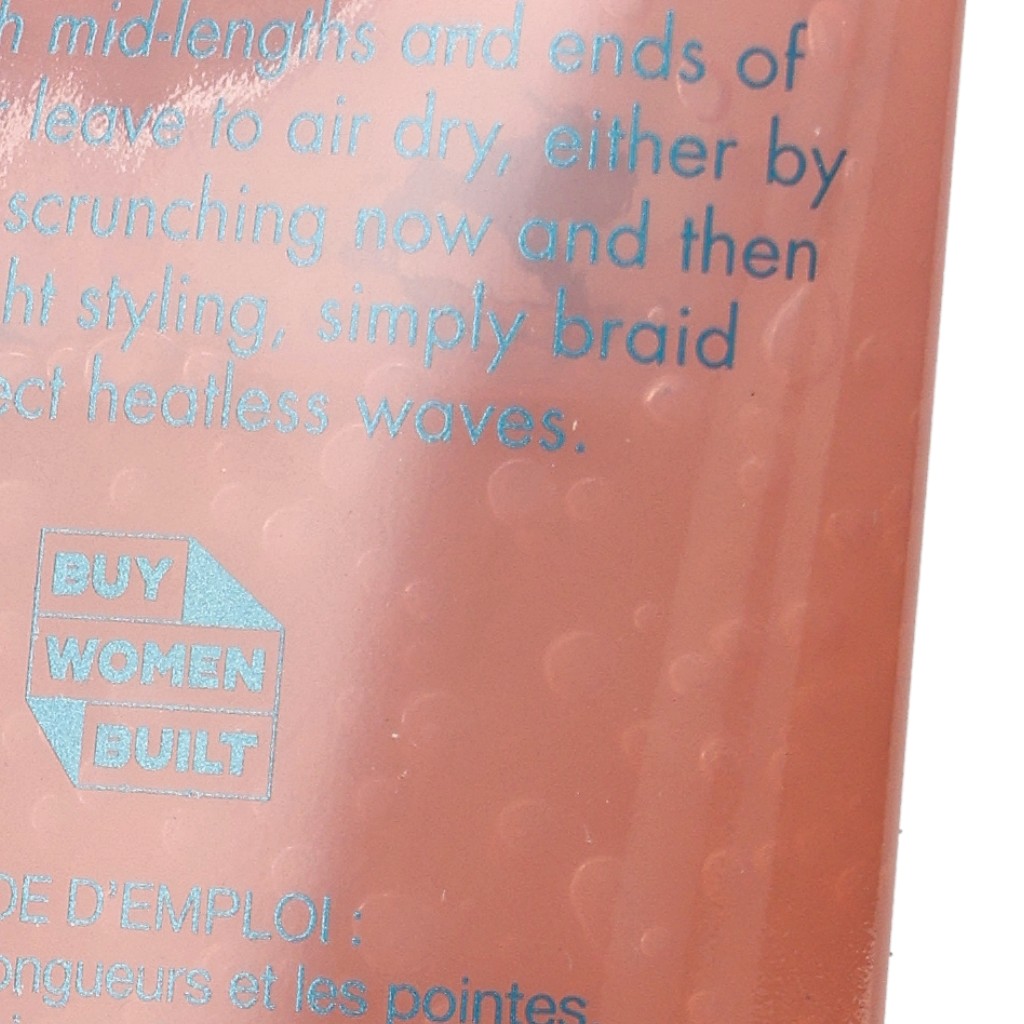 mid-lengths and ends of
leave to air dry, either by
scrunching now and then
styling, simply braid
heatless waves.
BUY
WOMEN
BUILT
D'EMPLOI :
et les pointes